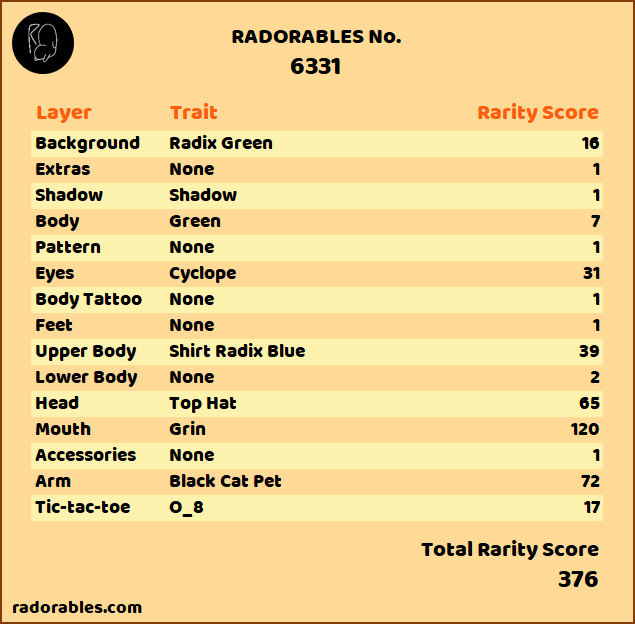 RADORABLES No.
6331
Layer Trait Rarity Score
Background Radix Green 16
Extras None 1
Shadow Shadow 1
Body Green 7
Pattern None 1
Eyes Cyclope 31
Body Tattoo None 1
Feet None 1
Upper Body Shirt Radix Blue 39
Lower Body None 2
Head Top Hat 65
Mouth Grin 120
Accessories None 1
Arm Black Cat Pet 72
Tic-tac-toe O_8 17
Total Rarity Score
376
radorables.com